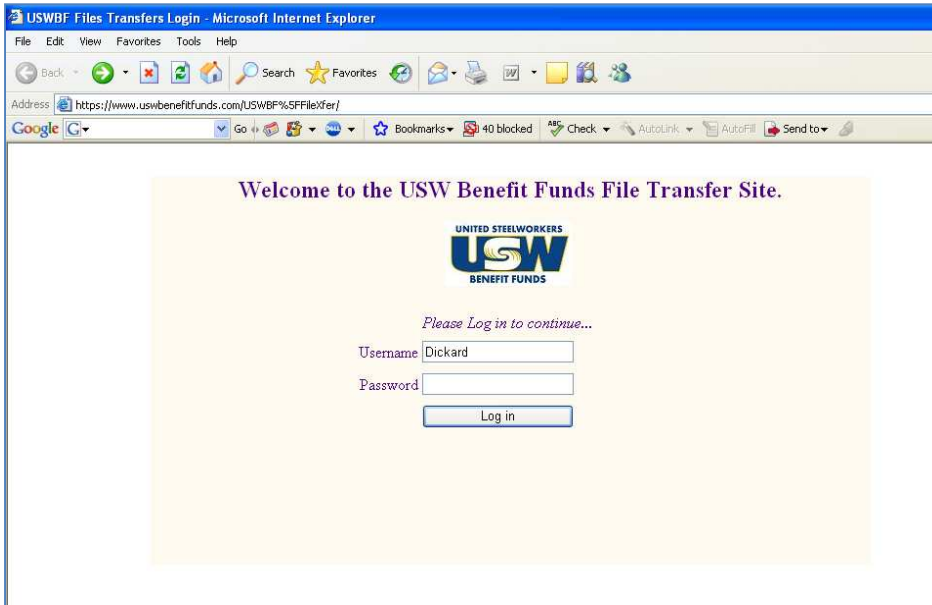 USWBF Files Transfers Login - Microsoft Internet Explorer
File Edit View Favorites Tools Help
Back Search Favorites W
Address https://www.uswbenefitfunds.com/USWBF%5FFileXfer/
Google G Go DELL Bookmarks 40 blocked ABC Check AutoLink AutoFill Send to
Welcome to the USW Benefit Funds File Transfer Site.
UNITED STEELWORKERS
USW
BENEFIT FUNDS
Please Log in to continue...
Username Dickard
Password
Log in